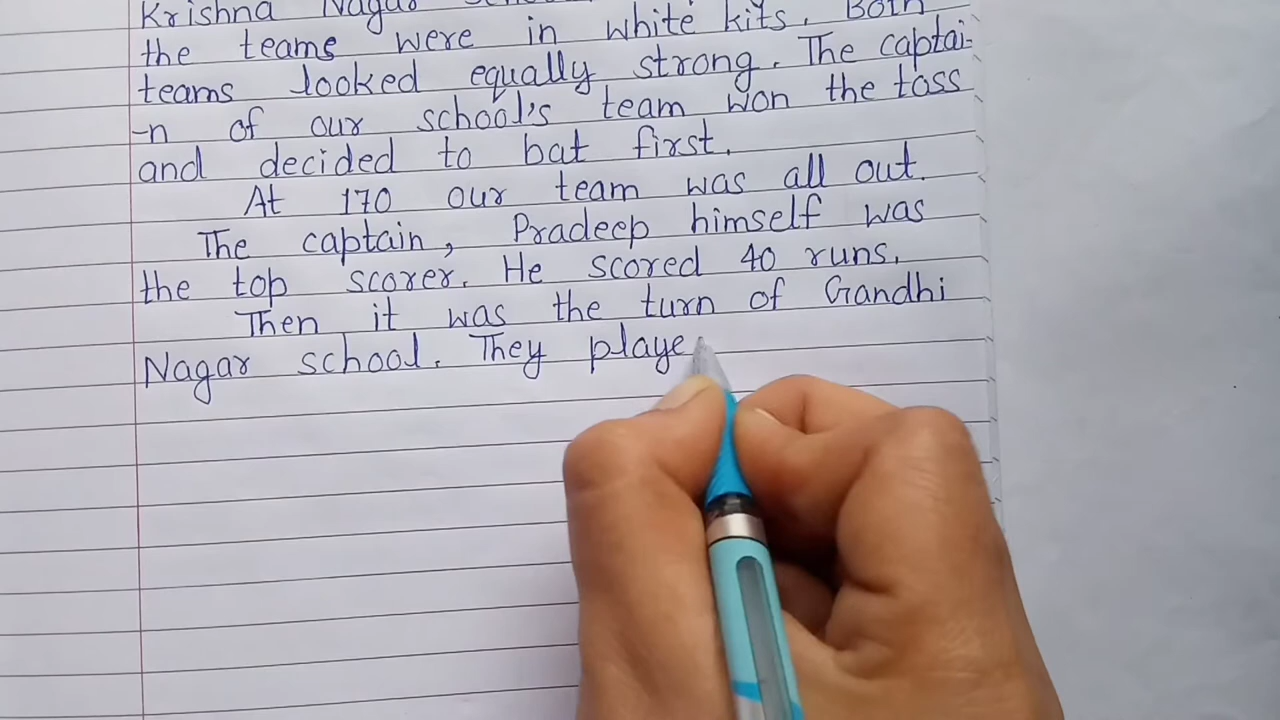 Krishna Nagar
the teams were in white kits. Both
teams looked equally strong. The captai-
-n of our school's team won the toss
and decided to bat first.
At 170 our team was all out.
The captain, Pradeep himself was
the top scorer. He scored 40 runs.
Then it was the turn of Gandhi
Nagar school. They playe